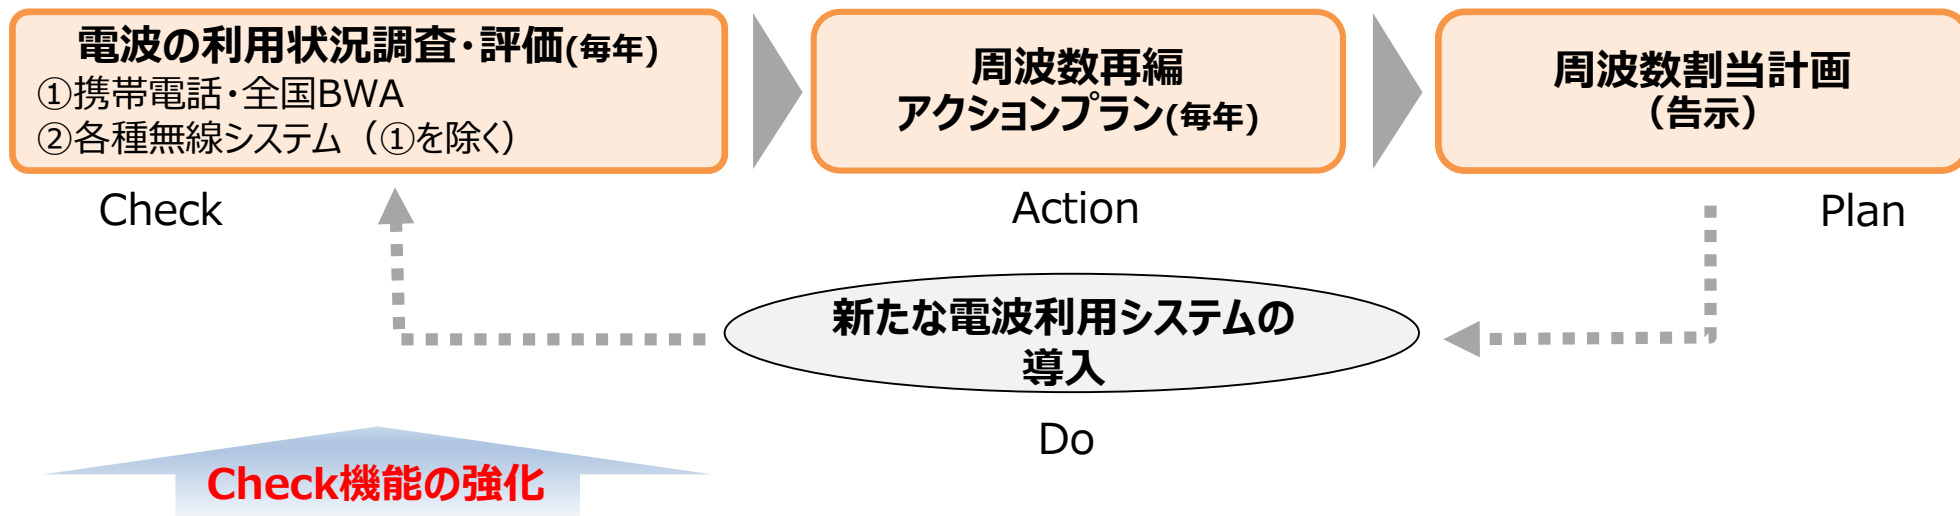 電波の利用状況調査・評価(毎年)
①携帯電話・全国BWA
②各種無線システム（①を除く）
周波数再編
アクションプラン(毎年)
周波数割当計画
（告示）
Check
Action
Plan
新たな電波利用システムの
導入
Do
Check機能の強化